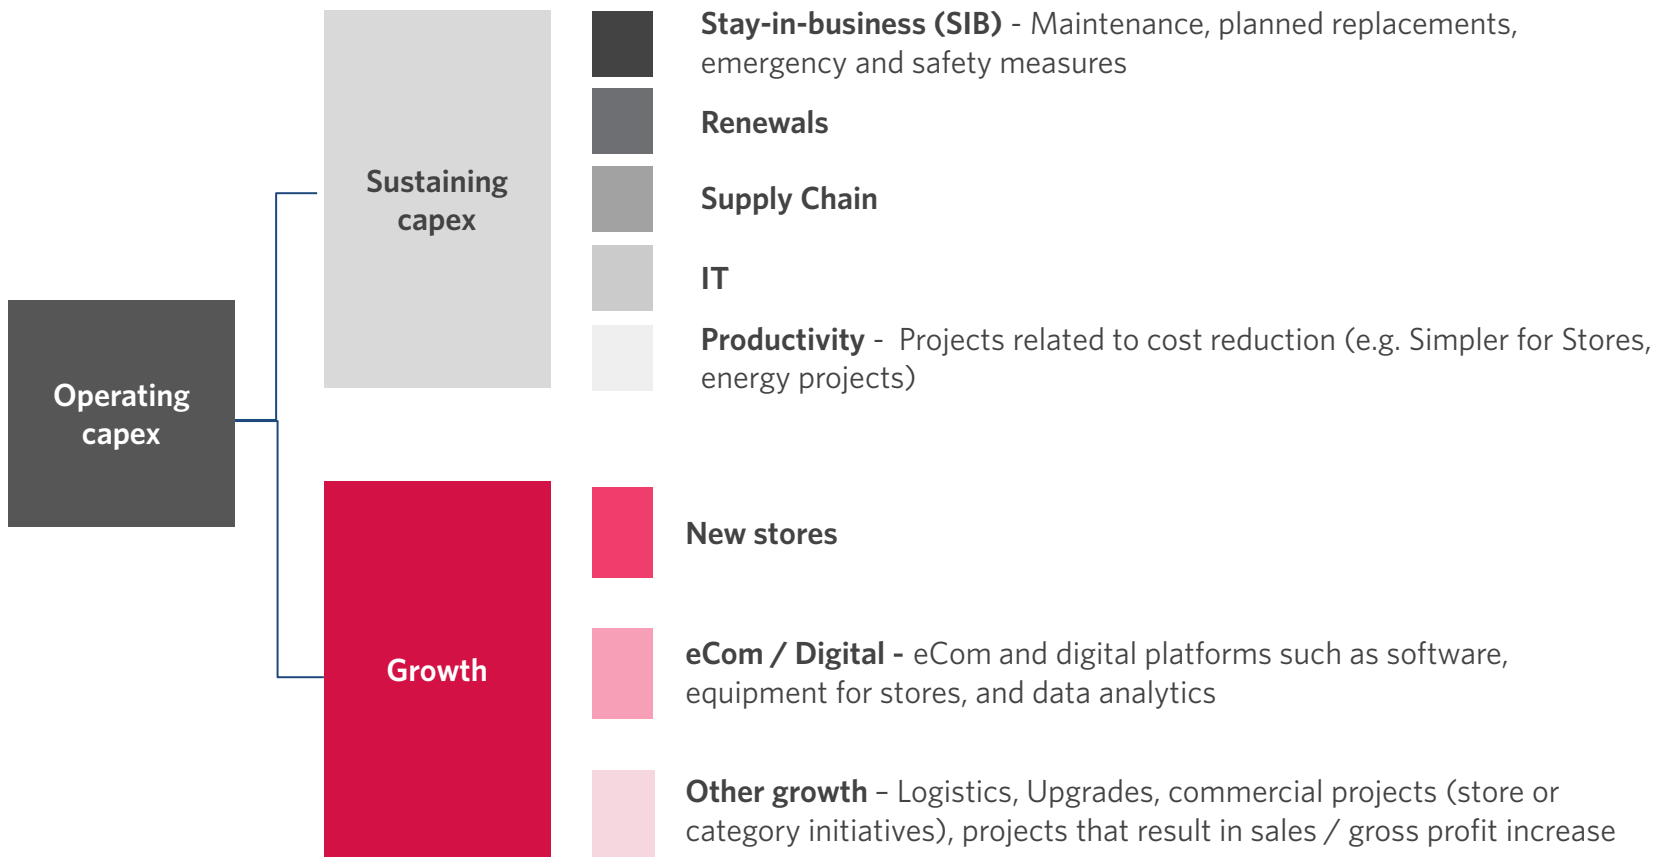 Operating
capex
Sustaining
capex
Stay-in-business (SIB) - Maintenance, planned replacements,
emergency and safety measures
Renewals
Supply Chain
IT
Productivity - Projects related to cost reduction (e.g. Simpler for Stores,
energy projects)
Growth
New stores
eCom / Digital - eCom and digital platforms such as software,
equipment for stores, and data analytics
Other growth – Logistics, Upgrades, commercial projects (store or
category initiatives), projects that result in sales / gross profit increase